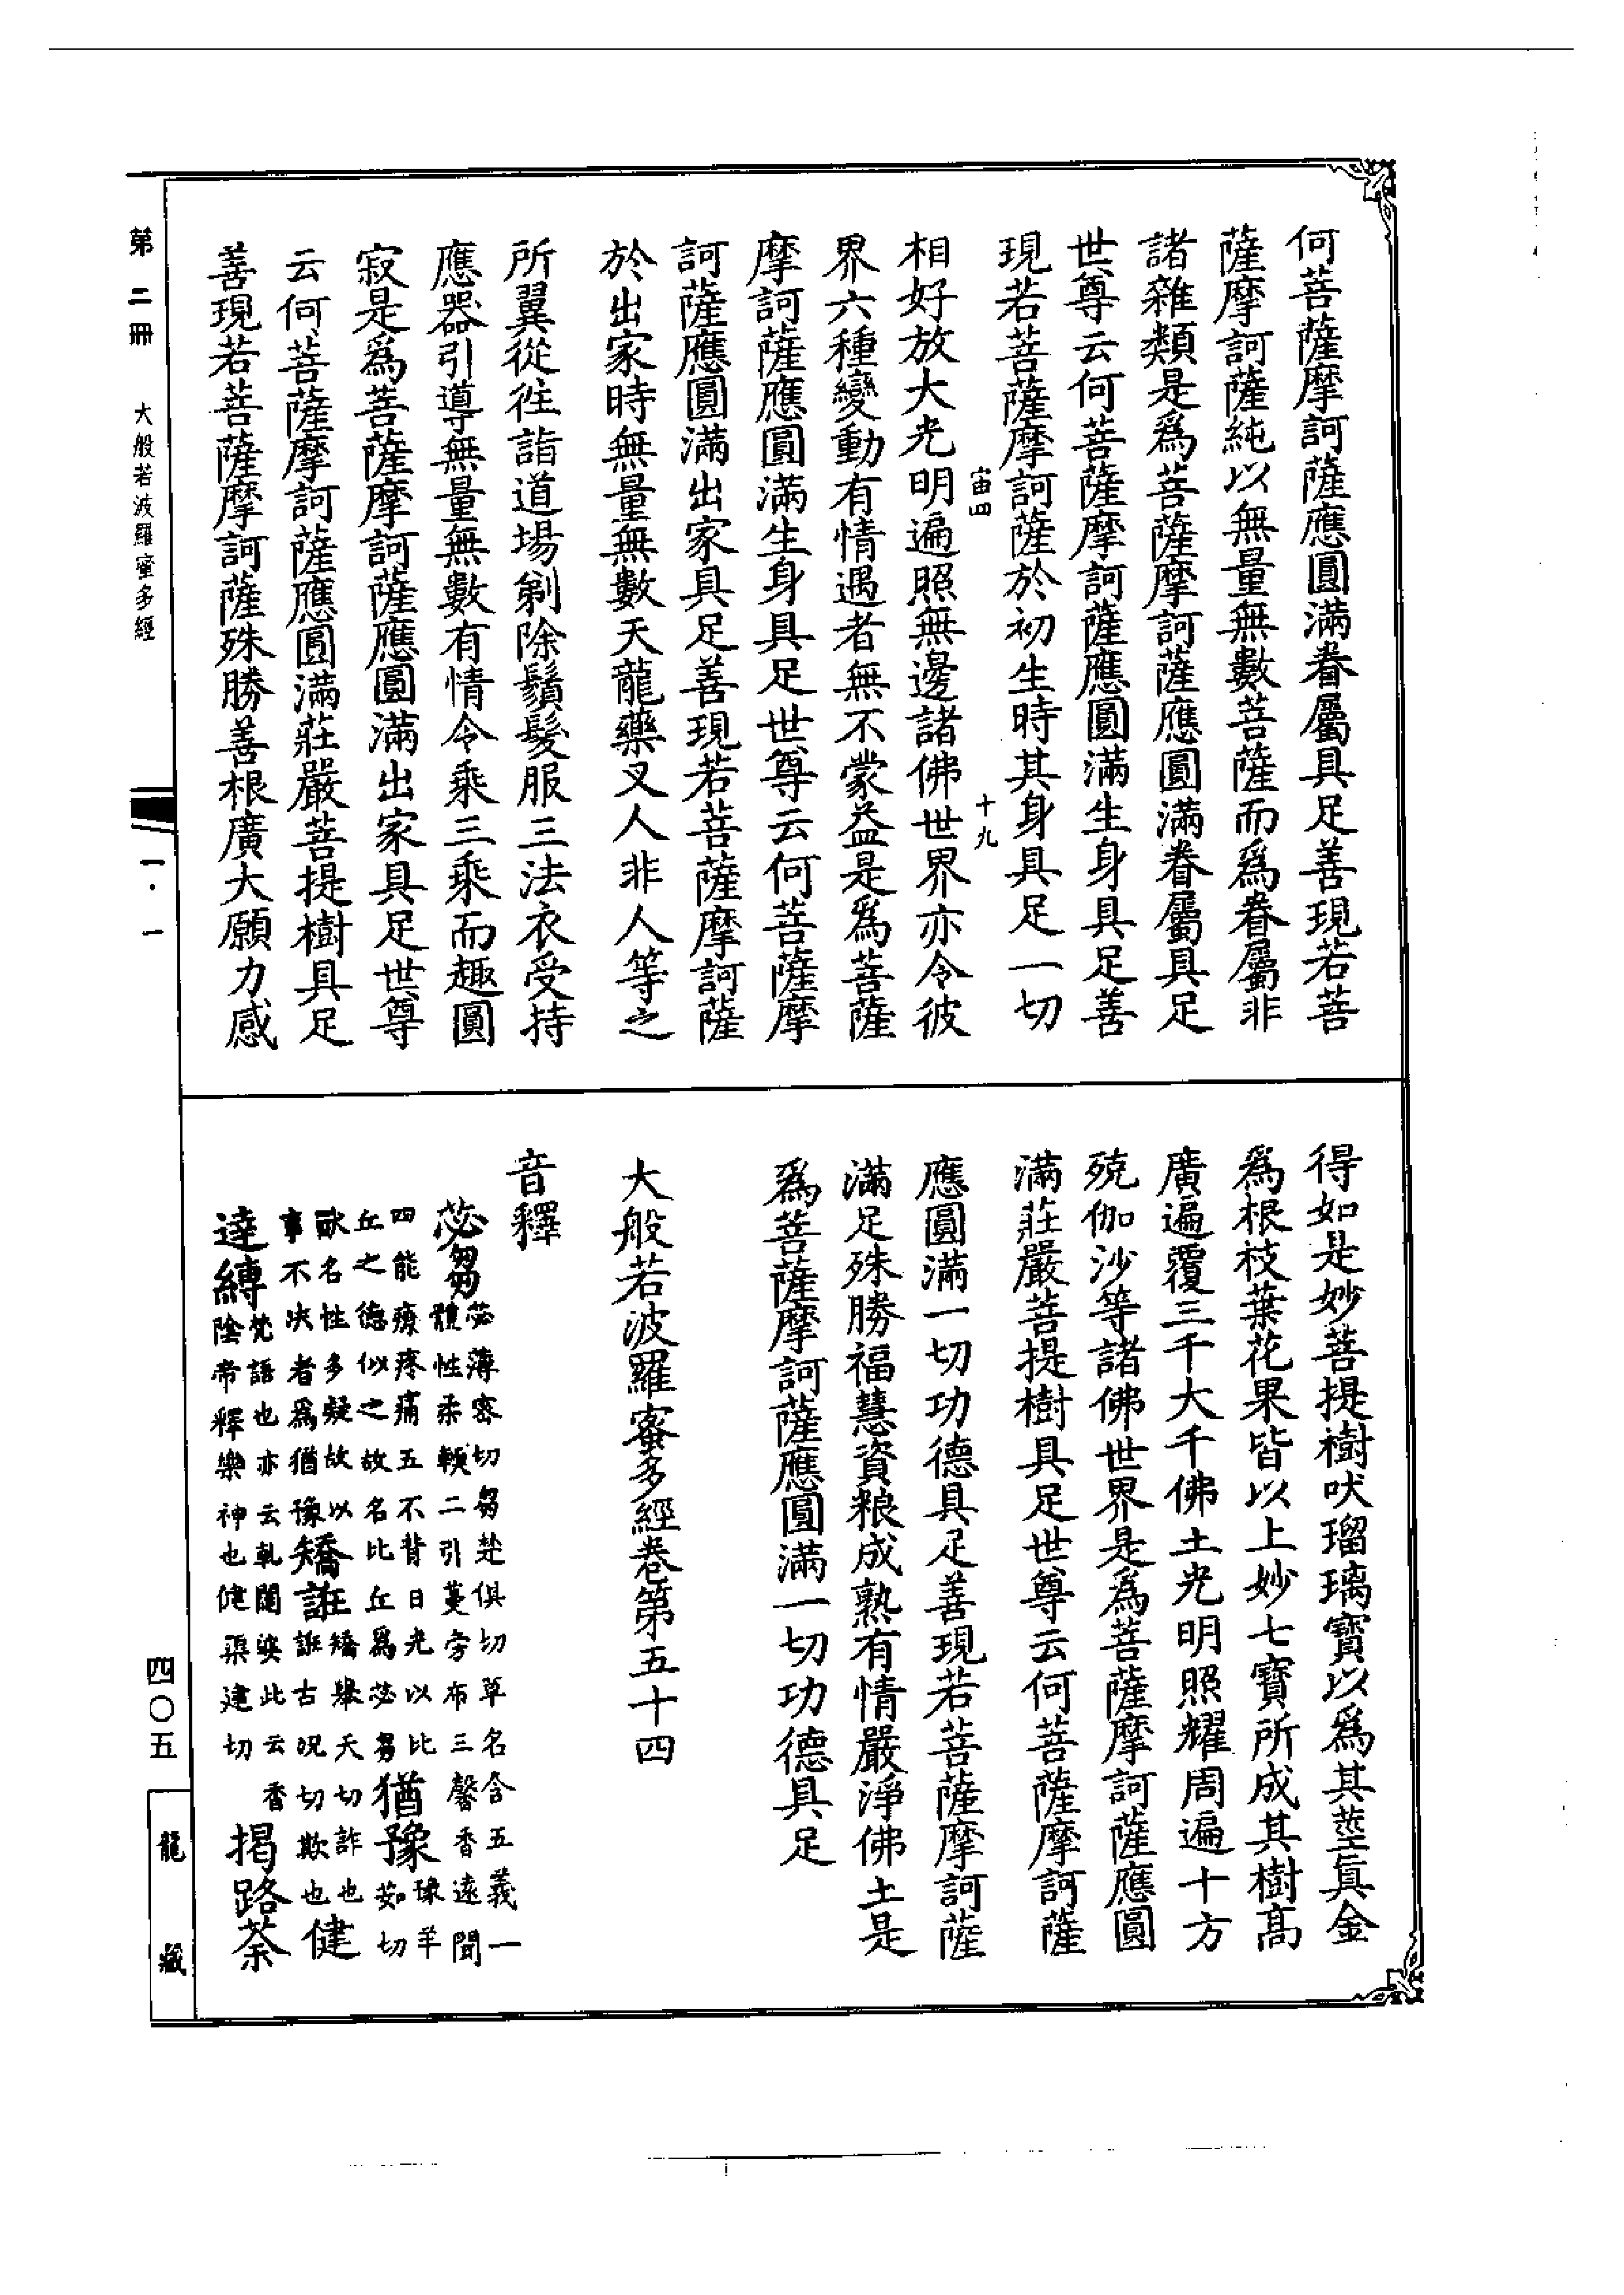 何菩薩摩訶薩應圓滿眷屬具足善現若菩
薩摩訶薩純以無量無數菩薩而爲眷屬非
諸雜類是爲菩薩摩訶薩應圓滿眷屬具足
世尊云何菩薩摩訶薩應圓滿生身具足善
現若菩薩摩訶薩於初生時其身具足一切
宙四
十九
相好放大光明遍照無邊諸佛世界亦令彼
界六種變動有情遇者無不蒙益是爲菩薩
摩訶薩應圓滿生身具足世尊云何菩薩摩
訶薩應圓滿出家具足善現若菩薩摩訶薩
於出家時無量無數天龍藥叉人非人等之
所翼從往詣道場剃除鬚髮服三法衣受持
應器引導無量無數有情令乘三乘而趣圓
寂是爲菩薩摩訶薩應圓滿出家具足世尊
云何菩薩摩訶薩應圓滿莊嚴菩提樹具足
善現若菩薩摩訶薩殊勝善根廣大願力感
得如是妙菩提樹吠瑠璃寶以爲其莖眞金
爲根枝葉花果皆以上妙七寶所成其樹高
廣遍覆三千大千佛土光明照耀周遍十方
殑伽沙等諸佛世界是爲菩薩摩訶薩應圓
滿莊嚴菩提樹具足世尊云何菩薩摩訶薩
應圓滿一切功德具足善現若菩薩摩訶薩
滿足殊勝福慧資粮成熟有情嚴淨佛土是
爲菩薩摩訶薩應圓滿一切功德具足
大般若波羅蜜多經卷第五十四
音釋
苾芻
苾薄密切芻楚俱切草名含五義一
體性柔軟二引蔓旁布三馨香遠聞
四能療疼痛五不背日光以比
丘之德似之故名比丘爲苾芻
猶豫
豫羊
茹切
獸名性多疑故以
事不決者爲猶豫
矯誑
矯舉夭切詐也
誑古況切欺也
健
達縛
梵語也亦云乾闥婆此云香
陰帝釋樂神也健渠建切
揭路荼
第二冊
大般若波羅蜜多經
一·一
四〇五
龍藏